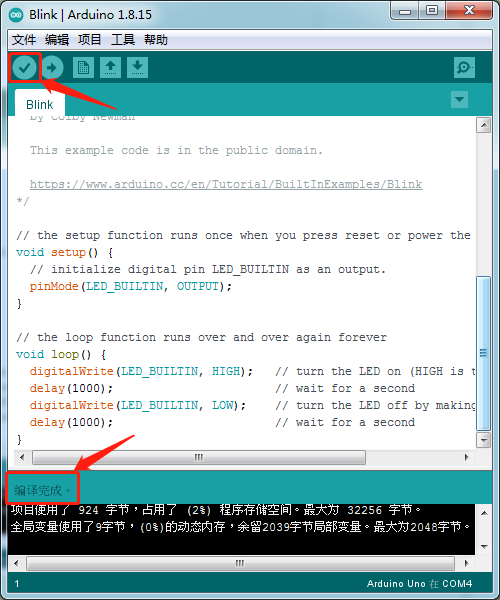 Blink | Arduino 1.8.15
文件 编辑 项目 工具 帮助
Blink
by Colby Newman
This example code is in the public domain.
https://www.arduino.cc/en/Tutorial/BuiltInExamples/Blink
*/
// the setup function runs once when you press reset or power the
void setup() {
// initialize digital pin LED_BUILTIN as an output.
pinMode(LED_BUILTIN, OUTPUT);
}
// the loop function runs over and over again forever
void loop() {
digitalWrite(LED_BUILTIN, HIGH); // turn the LED on (HIGH is t
delay(1000); // wait for a second
digitalWrite(LED_BUILTIN, LOW); // turn the LED off by making
delay(1000); // wait for a second
}
编译完成。
项目使用了 924 字节，占用了 (2%) 程序存储空间。最大为 32256 字节。
全局变量使用了9字节，(0%)的动态内存，余留2039字节局部变量。最大为2048字节。
1
Arduino Uno 在 COM4